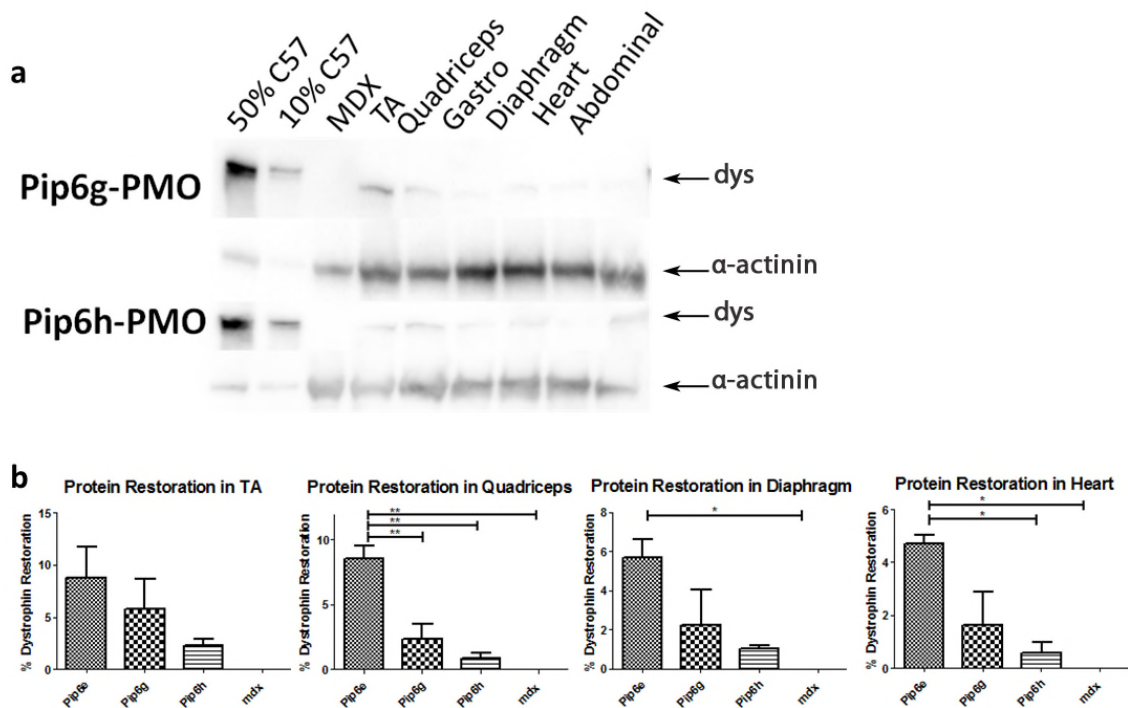 a
50% C57 10% C57 MDX TA Quadriceps Gastro Diaphragm Heart Abdominal
Pip6g-PMO dys
α-actinin
Pip6h-PMO dys
α-actinin
b
Protein Restoration in TA
% Dystrophin Restoration
15
10
5
0
Pip6e Pip6g Pip6h mdx
Protein Restoration in Quadriceps
% Dystrophin Restoration
**
**
**
10
5
0
Pip6e Pip6g Pip6h mdx
Protein Restoration in Diaphragm
% Dystrophin Restoration
*
8
6
4
2
0
Pip6e Pip6g Pip6h mdx
Protein Restoration in Heart
% Dystrophin Restoration
*
*
6
4
2
0
Pip6e Pip6g Pip6h mdx